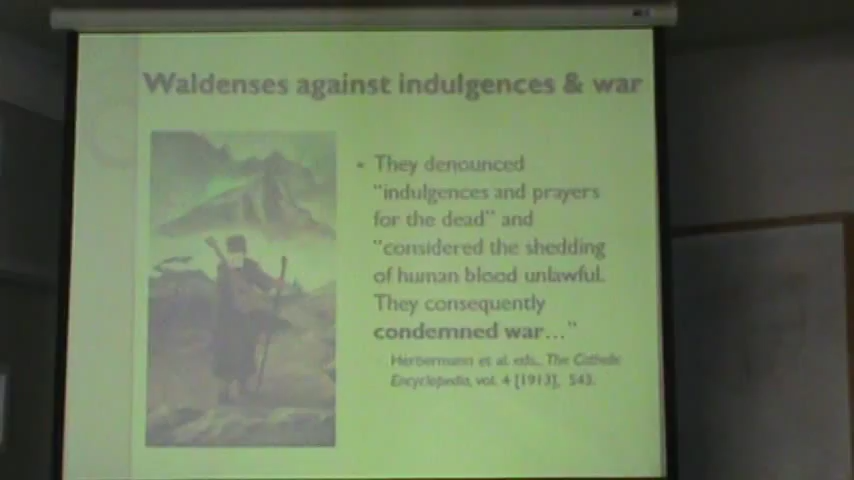 Waldenses against indulgences & war
• They denounced
"indulgences and prayers
for the dead" and
"considered the shedding
of human blood unlawful.
They consequently
condemned war…"
Herbermann et al. eds., The Catholic
Encyclopedia, vol. 4 [1913], 543.